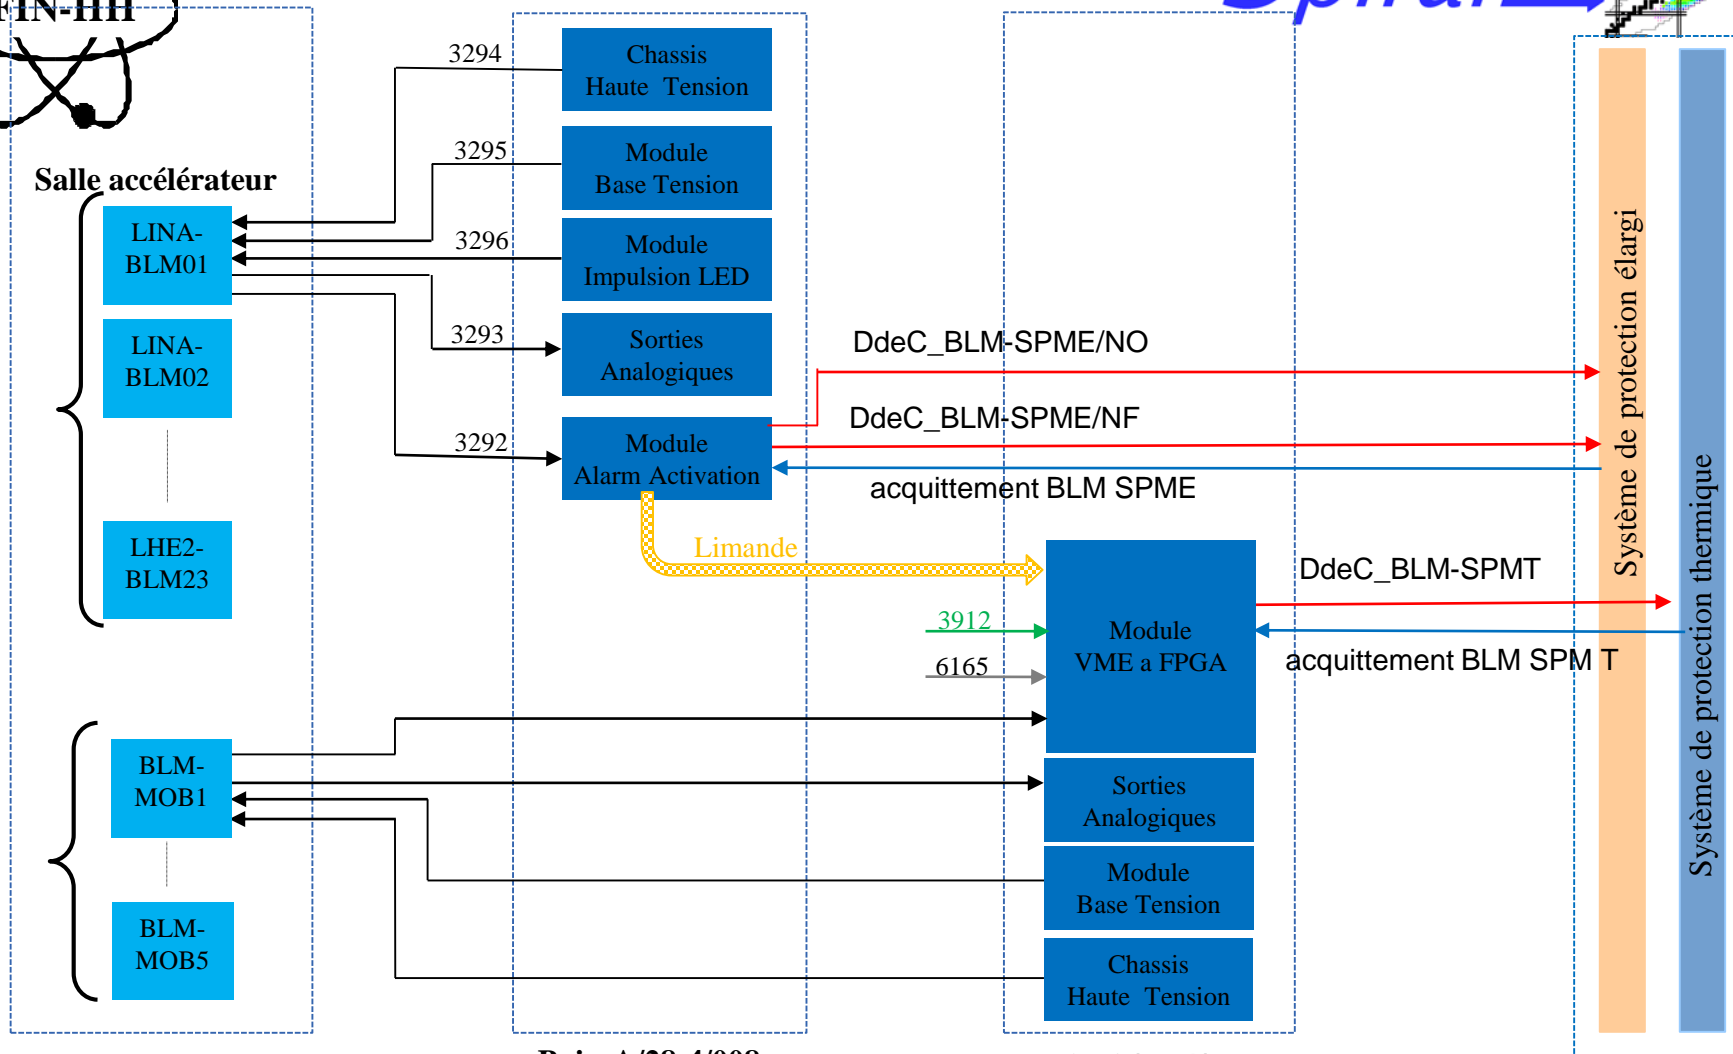 FIN-HH
Spiral
Salle accélérateur
LINA-
BLM01
LINA-
BLM02
LHE2-
BLM23
BLM-
MOB1
BLM-
MOB5
3294
3295
3296
3293
3292
Chassis
Haute Tension
Module
Base Tension
Module
Impulsion LED
Sorties
Analogiques
Module
Alarm Activation
Limande
DdeC_BLM-SPME/NO
DdeC_BLM-SPME/NF
acquittement BLM SPME
3912
6165
Module
VME a FPGA
Sorties
Analogiques
Module
Base Tension
Chassis
Haute Tension
DdeC_BLM-SPMT
acquittement BLM SPM T
Système de protection élargi
Système de protection thermique